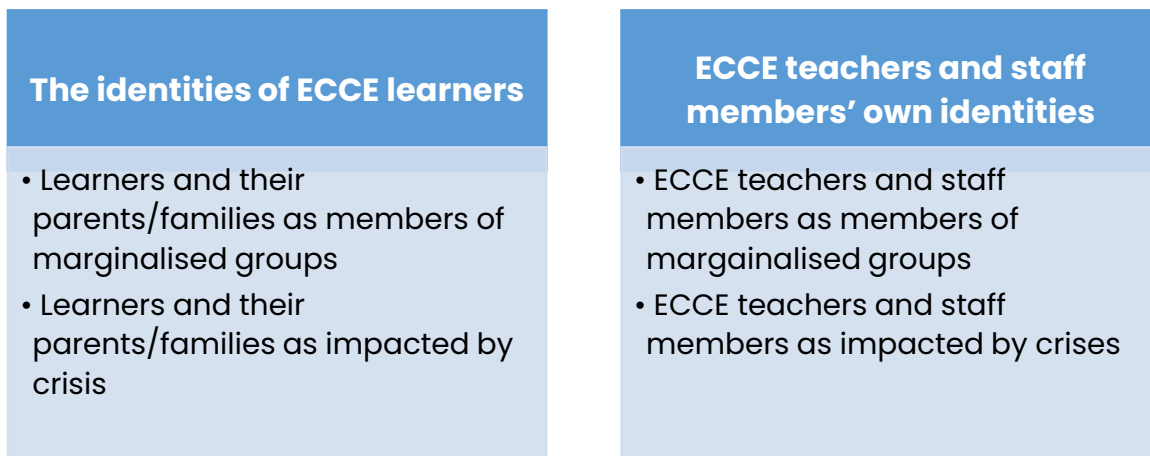 The identities of ECCE learners
• Learners and their
parents/families as members of
marginalised groups
• Learners and their
parents/families as impacted by
crisis
ECCE teachers and staff
members’ own identities
• ECCE teachers and staff
members as members of
margainalised groups
• ECCE teachers and staff
members as impacted by crises